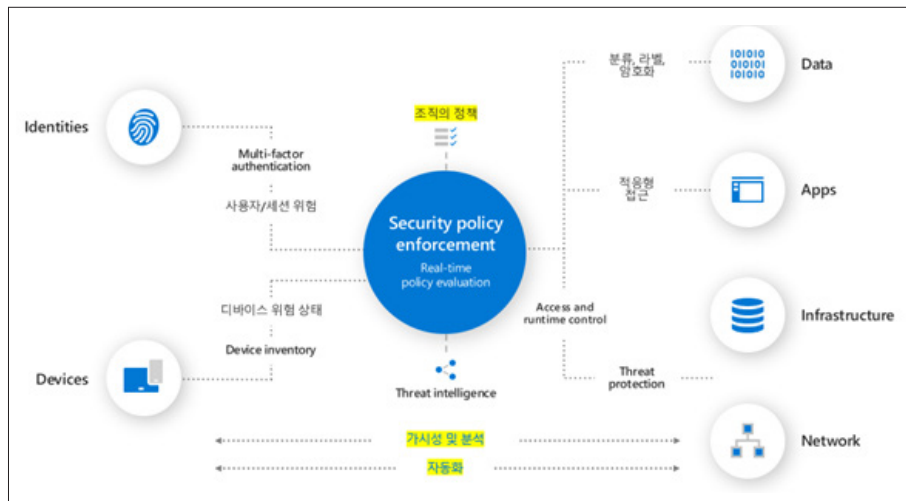 Identities
Multi-factor
authentication
사용자/세션 위험
디바이스 위험 상태
Device inventory
Devices
조직의 정책
Security policy
enforcement
Real-time
policy evaluation
Threat intelligence
분류, 라벨,
암호화
Data
101010
010101
101010
적응형
접근
Apps
Access and
runtime control
Infrastructure
Threat
protection
Network
가시성 및 분석
자동화